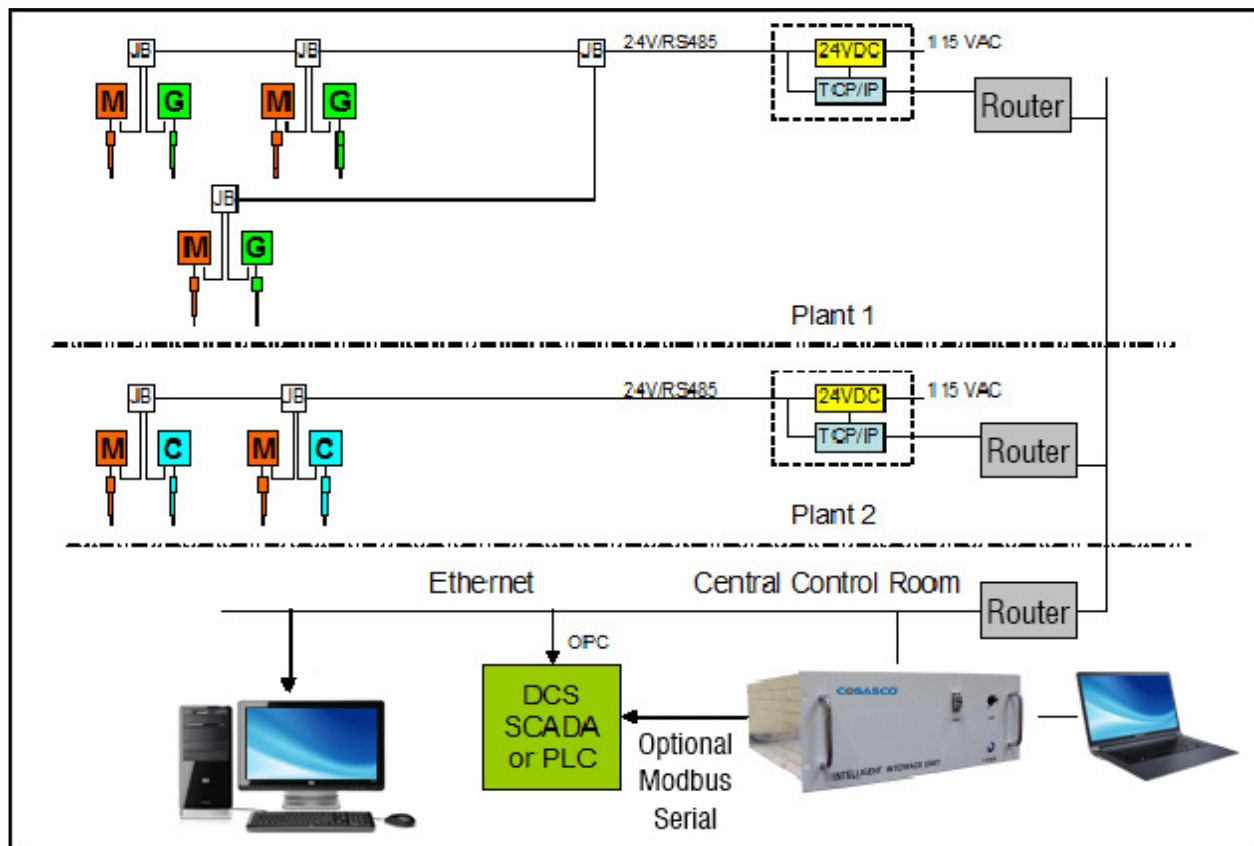 JB JB JB 24V/RS485 24VDC 115 VAC
M G M G TCP/IP Router
JB
M G
Plant 1
JB JB 24V/RS485 24VDC 115 VAC
M C M C TCP/IP Router
Plant 2
Ethernet Central Control Room Router
OPC
DCS
SCADA
or PLC
Optional
Modbus
Serial
COSASCO
INTELLIGENT INTERFACE UNIT